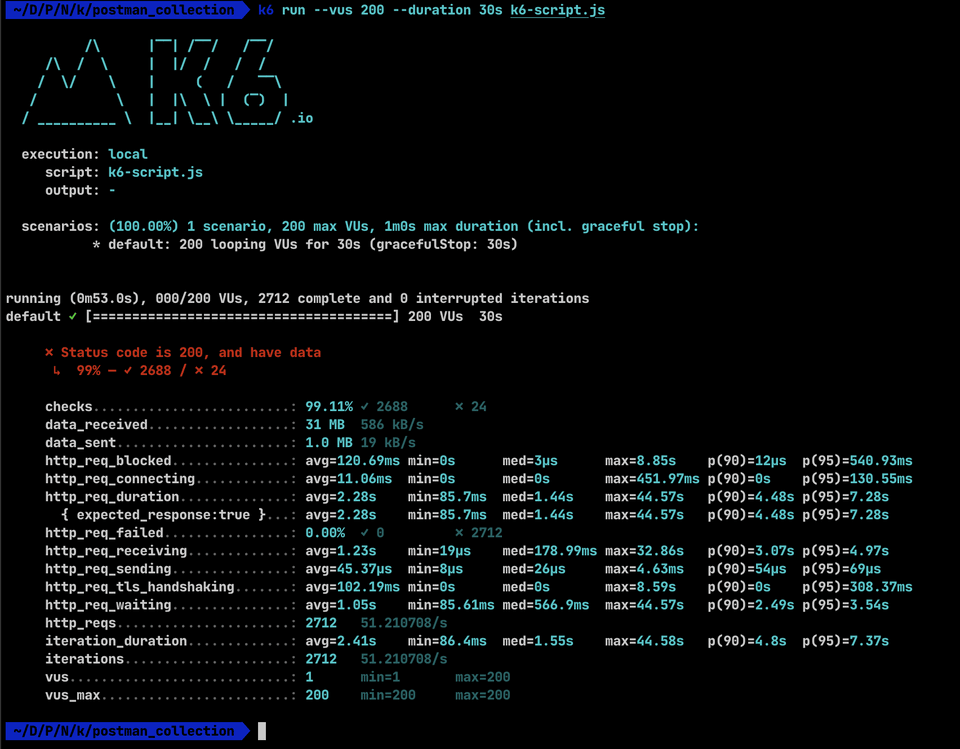 ~/D/P/N/k/postman_collection k6 run --vus 200 --duration 30s k6-script.js
          /\      |‾‾| /‾‾/   /‾‾/
     /\  /  \     |  |/  /   /  /
    /  \/    \    |     (   /   ‾‾\
   /          \   |  |\  \ |  (‾)  |
  / __________ \  |__| \__\ \_____/ .io
execution: local
script: k6-script.js
output: -
scenarios: (100.00%) 1 scenario, 200 max VUs, 1m0s max duration (incl. graceful stop):
* default: 200 looping VUs for 30s (gracefulStop: 30s)
running (0m53.0s), 000/200 VUs, 2712 complete and 0 interrupted iterations
default ✓ [======================================] 200 VUs  30s
✗ Status code is 200, and have data
↳  99% — ✓ 2688 / ✗ 24
checks.........................: 99.11% ✓ 2688      ✗ 24
data_received..................: 31 MB  586 kB/s
data_sent......................: 1.0 MB 19 kB/s
http_req_blocked...............: avg=120.69ms min=0s      med=3µs      max=8.85s    p(90)=12µs  p(95)=540.93ms
http_req_connecting............: avg=11.06ms  min=0s      med=0s       max=451.97ms p(90)=0s    p(95)=130.55ms
http_req_duration..............: avg=2.28s    min=85.7ms  med=1.44s    max=44.57s   p(90)=4.48s p(95)=7.28s
{ expected_response:true }...: avg=2.28s    min=85.7ms  med=1.44s    max=44.57s   p(90)=4.48s p(95)=7.28s
http_req_failed................: 0.00%  ✓ 0         ✗ 2712
http_req_receiving.............: avg=1.23s    min=19µs    med=178.99ms max=32.86s   p(90)=3.07s p(95)=4.97s
http_req_sending...............: avg=45.37µs  min=8µs     med=26µs     max=4.63ms   p(90)=54µs  p(95)=69µs
http_req_tls_handshaking.......: avg=102.19ms min=0s      med=0s       max=8.59s    p(90)=0s    p(95)=308.37ms
http_req_waiting...............: avg=1.05s    min=85.61ms med=566.9ms  max=44.57s   p(90)=2.49s p(95)=3.54s
http_reqs......................: 2712   51.210708/s
iteration_duration.............: avg=2.41s    min=86.4ms  med=1.55s    max=44.58s   p(90)=4.8s  p(95)=7.37s
iterations.....................: 2712   51.210708/s
vus............................: 1      min=1       max=200
vus_max........................: 200    min=200     max=200
~/D/P/N/k/postman_collection